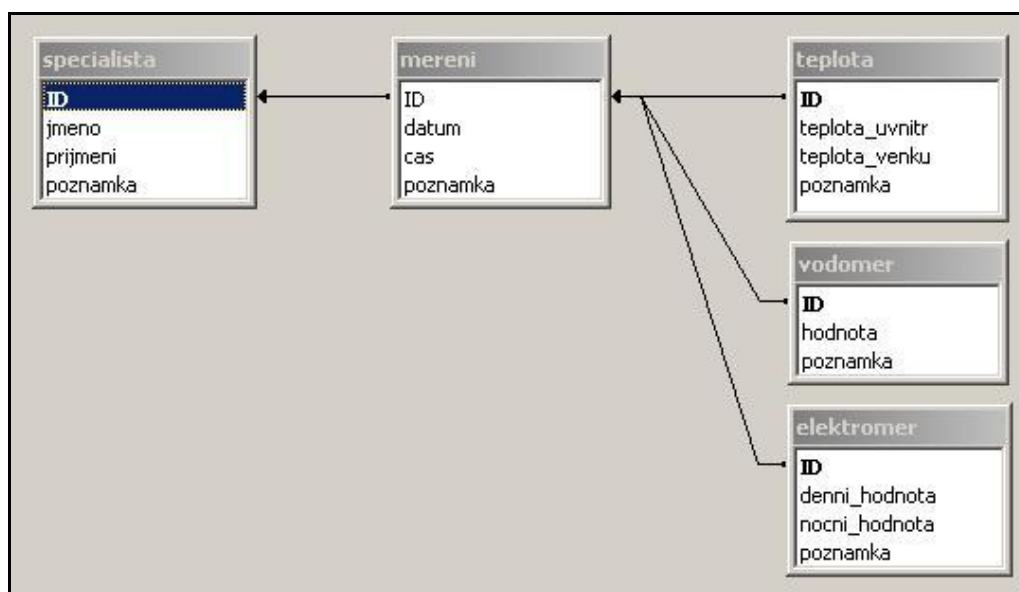 specialista
ID
jmeno
prijmeni
poznamka
mereni
ID
datum
cas
poznamka
teplota
ID
teplota_uvnitr
teplota_venku
poznamka
vodomer
ID
hodnota
poznamka
elektromer
ID
denni_hodnota
nocni_hodnota
poznamka